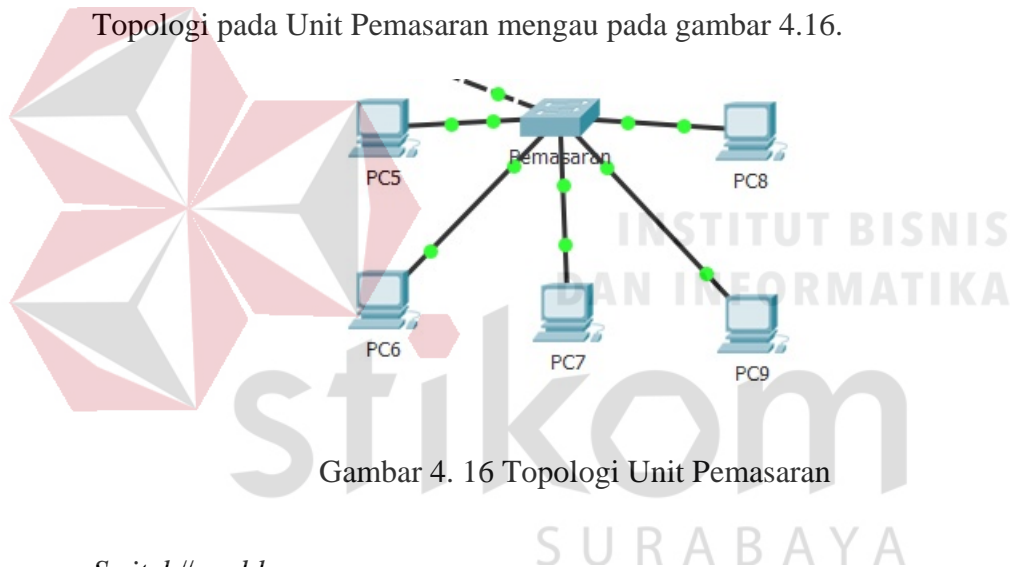 Topologi pada Unit Pemasaran mengau pada gambar 4.16.
Pemasaran
PC5
PC8
INSTITUT BISNIS
DAN INFORMATIKA
PC6
PC7
PC9
stikom
Gambar 4. 16 Topologi Unit Pemasaran
SURABAYA